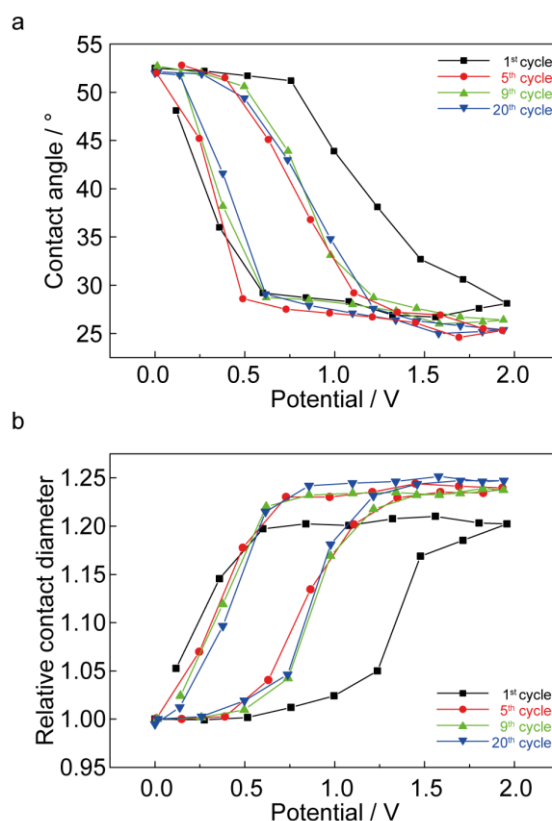 a
55
50
45
40
35
30
25
Contact angle / °
1st cycle
5th cycle
9th cycle
20th cycle
0.0 0.5 1.0 1.5 2.0
Potential / V
b
1.25
1.20
1.15
1.10
1.05
1.00
0.95
Relative contact diameter
1st cycle
5th cycle
9th cycle
20th cycle
0.0 0.5 1.0 1.5 2.0
Potential / V